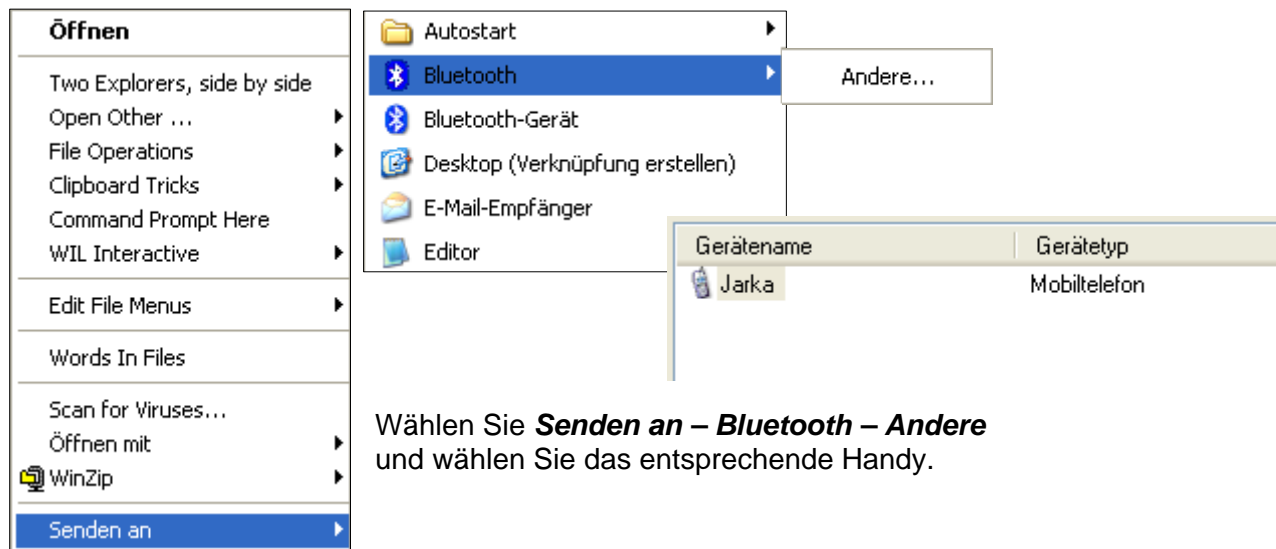 Öffnen
Two Explorers, side by side
Open Other ...
File Operations
Clipboard Tricks
Command Prompt Here
WIL Interactive
Edit File Menus
Words In Files
Scan for Viruses...
Öffnen mit
WinZip
Senden an
Autostart
Bluetooth
Bluetooth-Gerät
Desktop (Verknüpfung erstellen)
E-Mail-Empfänger
Editor
Andere...
Gerätename Gerätetyp
Jarka Mobiltelefon
Wählen Sie Senden an – Bluetooth – Andere
und wählen Sie das entsprechende Handy.